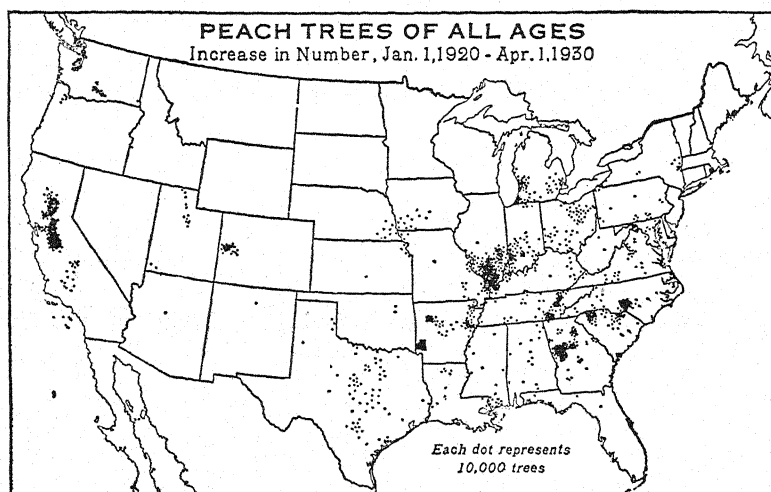 PEACH TREES OF ALL AGES
Increase in Number, Jan. 1,1920 - Apr. 1,1930
Each dot represents
10,000 trees